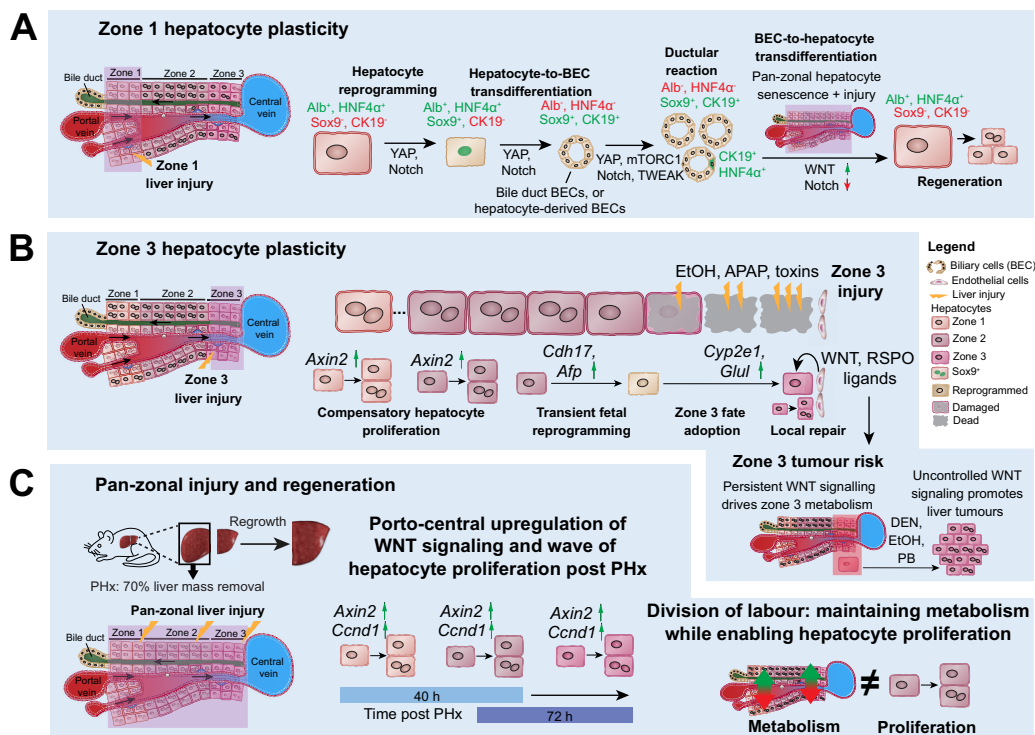 A
Zone 1 hepatocyte plasticity
Zone 1 Zone 2 Zone 3
Bile duct
Portal
vein
Central
vein
Zone 1
liver injury
Hepatocyte
reprogramming
Alb⁺, HNF4α⁺
Sox9⁻, CK19⁻
YAP,
Notch
Hepatocyte-to-BEC
transdifferentiation
Alb⁺, HNF4α⁺
Sox9⁺, CK19⁻
YAP,
Notch
Alb⁻, HNF4α⁻
Sox9⁺, CK19⁺
Bile duct BECs, or
hepatocyte-derived BECs
YAP, mTORC1,
Notch, TWEAK
Ductular
reaction
Alb⁻, HNF4α⁻
Sox9⁺, CK19⁺
CK19⁺
HNF4α⁺
BEC-to-hepatocyte
transdifferentiation
Pan-zonal hepatocyte
senescence + injury
WNT
Notch
Alb⁺, HNF4α⁺
Sox9⁻, CK19⁻
Regeneration
B
Zone 3 hepatocyte plasticity
Zone 1 Zone 2 Zone 3
Bile duct
Portal
vein
Central
vein
Zone 3
liver injury
EtOH, APAP, toxins
Zone 3
injury
...
Axin2
Axin2
Compensatory hepatocyte
proliferation
Cdh17,
Afp
Transient fetal
reprogramming
Cyp2e1,
Glul
Zone 3 fate
adoption
WNT, RSPO
ligands
Local repair
Legend
Biliary cells (BEC)
Endothelial cells
Liver injury
Hepatocytes
Zone 1
Zone 2
Zone 3
Sox9⁺
Reprogrammed
Damaged
Dead
Zone 3 tumour risk
Persistent WNT signalling
drives zone 3 metabolism
DEN,
EtOH,
PB
Uncontrolled WNT
signaling promotes
liver tumours
C
Pan-zonal injury and regeneration
Regrowth
PHx: 70% liver mass removal
Pan-zonal liver injury
Zone 1 Zone 2 Zone 3
Bile duct
Portal
vein
Central
vein
Porto-central upregulation of
WNT signaling and wave of
hepatocyte proliferation post PHx
Axin2
Ccnd1
Axin2
Ccnd1
Axin2
Ccnd1
40 h
Time post PHx
72 h
Division of labour: maintaining metabolism
while enabling hepatocyte proliferation
≠
Metabolism
Proliferation